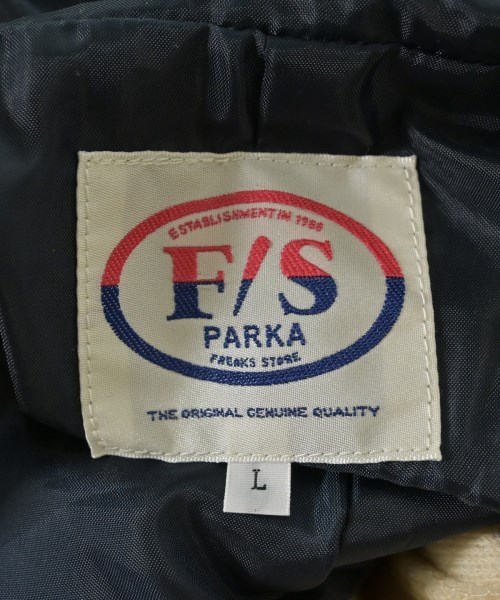 ESTABLISHMENT IN 1986
F/S
PARKA
FREAKS STORE
THE ORIGINAL GENUINE QUALITY
L